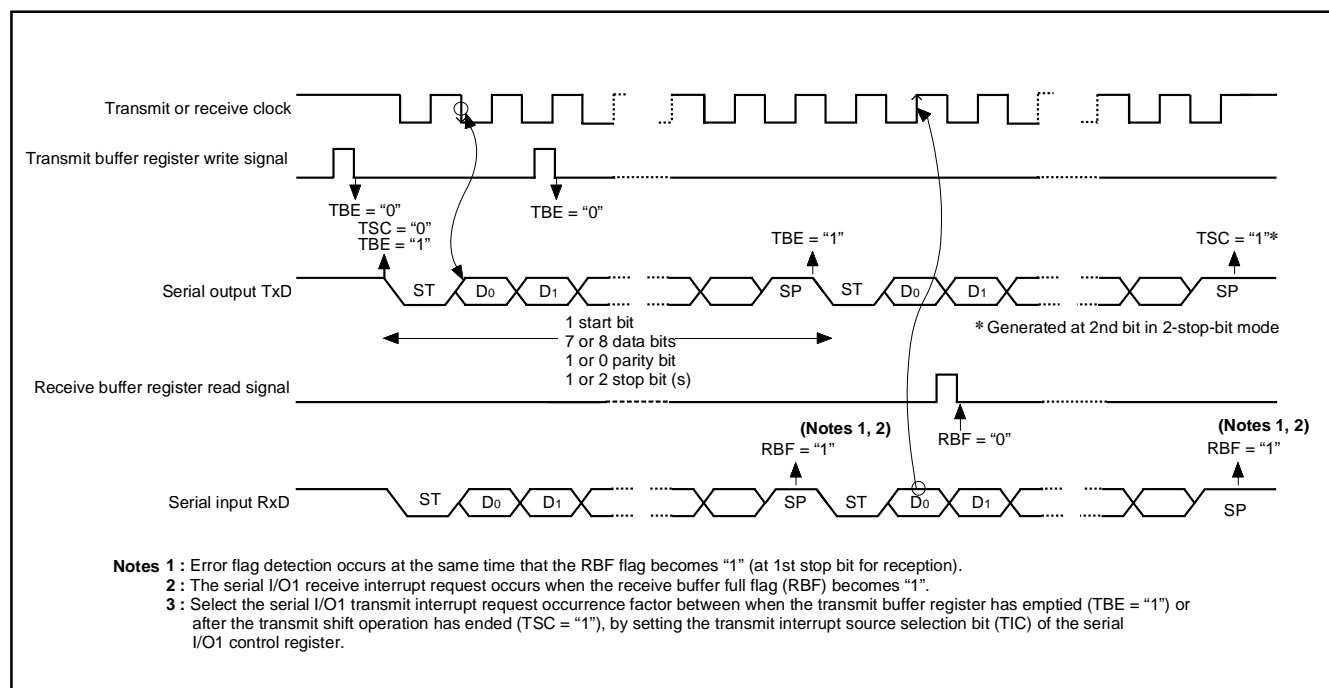 Transmit or receive clock
Transmit buffer register write signal
TBE = “0”
TSC = “0”
TBE = “1”
TBE = “0”
TBE = “1”
TSC = “1”*
Serial output TxD
ST D0 D1 SP ST D0 D1 SP
* Generated at 2nd bit in 2-stop-bit mode
1 start bit
7 or 8 data bits
1 or 0 parity bit
1 or 2 stop bit (s)
Receive buffer register read signal
(Notes 1, 2)
RBF = “1”
RBF = “0”
(Notes 1, 2)
RBF = “1”
Serial input RxD
ST D0 D1 SP ST D0 D1 SP
Notes 1 : Error flag detection occurs at the same time that the RBF flag becomes “1” (at 1st stop bit for reception).
2 : The serial I/O1 receive interrupt request occurs when the receive buffer full flag (RBF) becomes “1”.
3 : Select the serial I/O1 transmit interrupt request occurrence factor between when the transmit buffer register has emptied (TBE = “1”) or
after the transmit shift operation has ended (TSC = “1”), by setting the transmit interrupt source selection bit (TIC) of the serial
I/O1 control register.